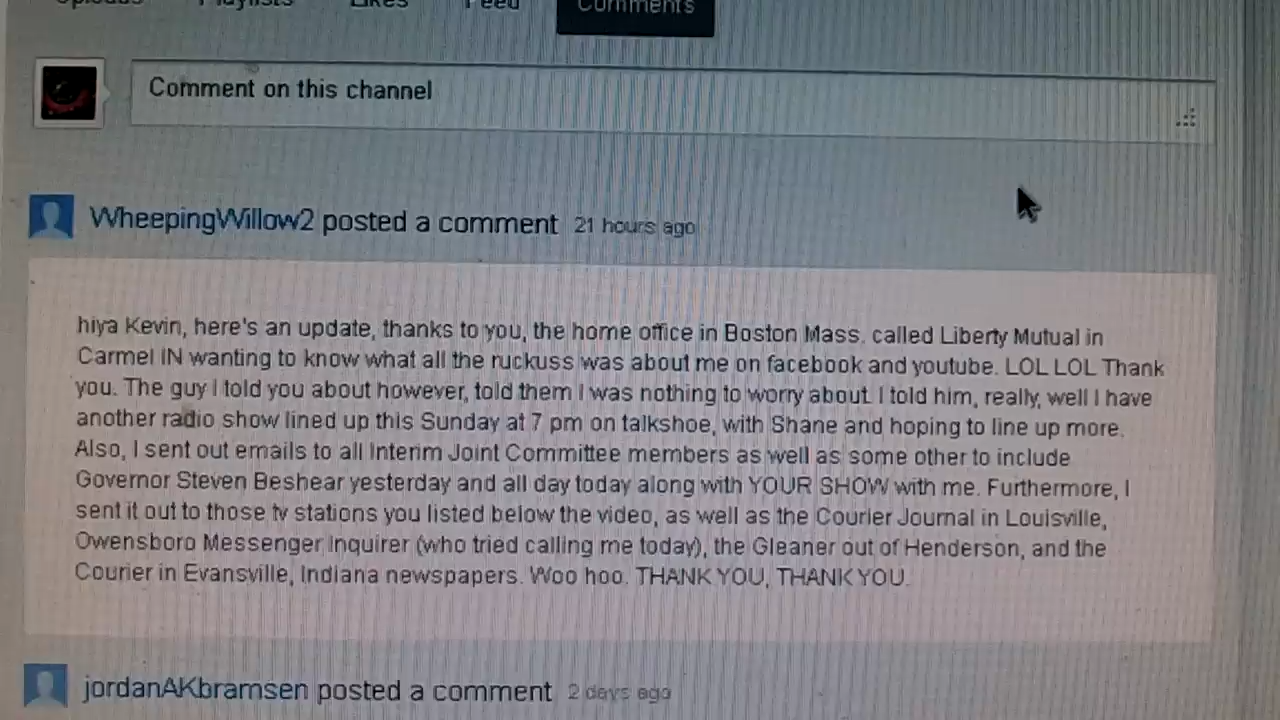 Uploads Playlists Likes Feed Comments
Comment on this channel
WheepingWillow2 posted a comment 21 hours ago
hiya Kevin, here's an update, thanks to you, the home office in Boston Mass. called Liberty Mutual in
Carmel IN wanting to know what all the ruckuss was about me on facebook and youtube. LOL LOL Thank
you. The guy I told you about however, told them I was nothing to worry about. I told him, really, well I have
another radio show lined up this Sunday at 7 pm on talkshoe, with Shane and hoping to line up more.
Also, I sent out emails to all Interim Joint Committee members as well as some other to include
Governor Steven Beshear yesterday and all day today along with YOUR SHOW with me. Furthermore, I
sent it out to those tv stations you listed below the video, as well as the Courier Journal in Louisville,
Owensboro Messenger Inquirer (who tried calling me today), the Gleaner out of Henderson, and the
Courier in Evansville, Indiana newspapers. Woo hoo. THANK YOU, THANK YOU.
jordanAKbramsen posted a comment 2 days ago